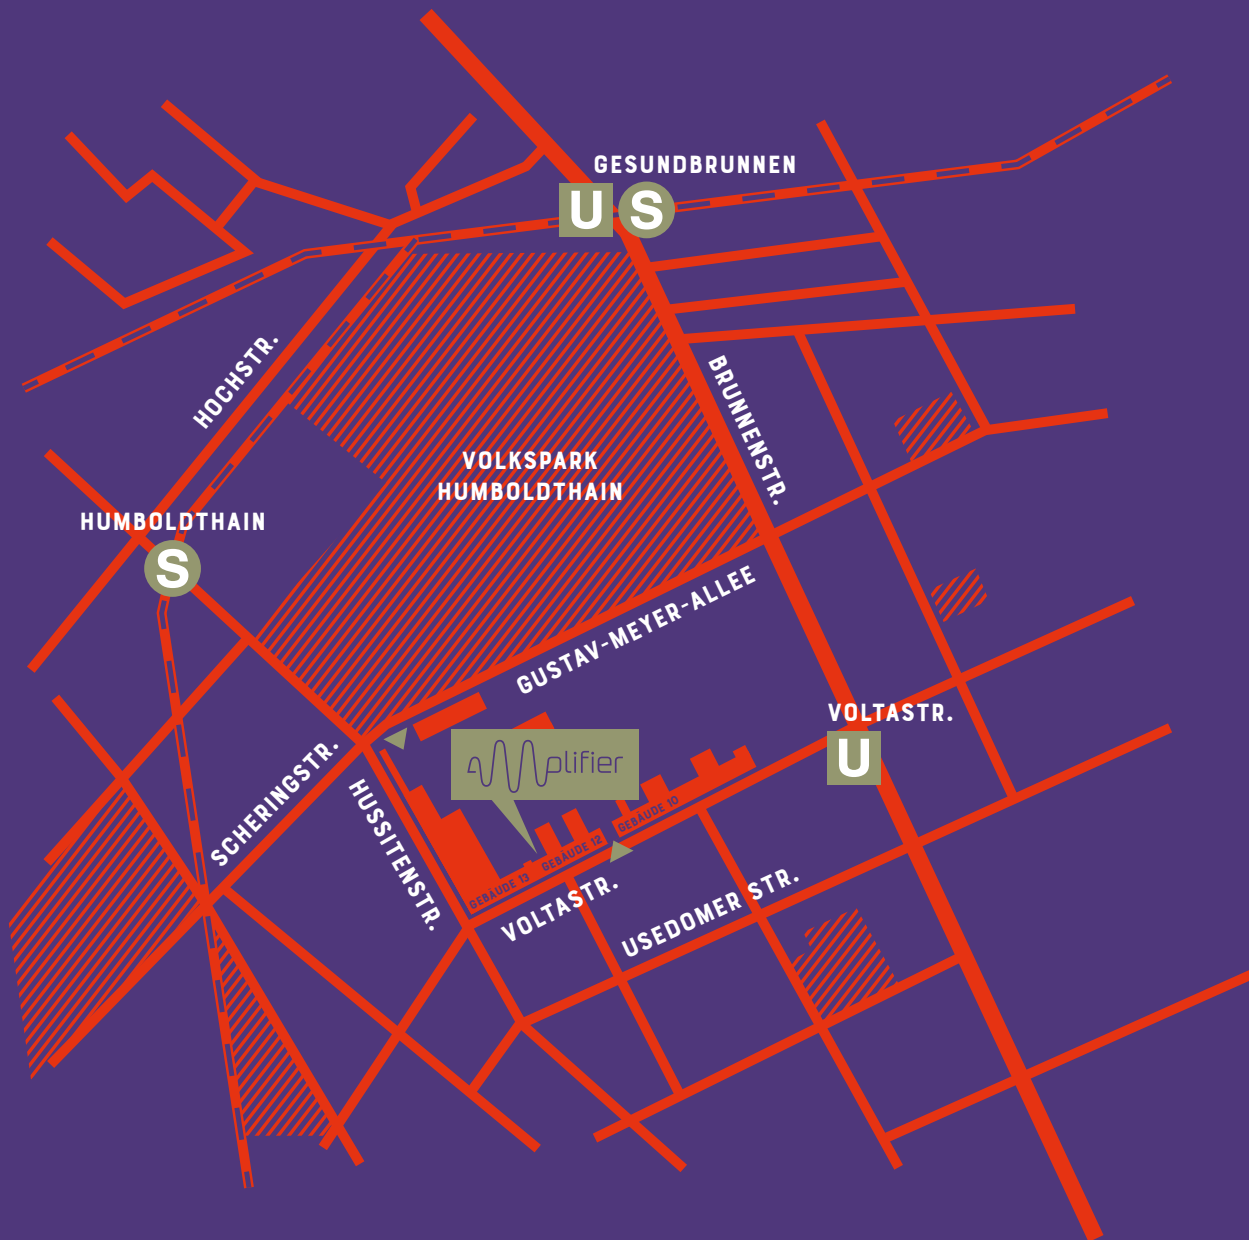 GESUNDBRUNNEN
U S
HOCHSTR.
BRUNNENSTR.
VOLKSPARK
HUMBOLDTHAIN
HUMBOLDTHAIN
S
GUSTAV-MEYER-ALLEE
VOLTASTR.
U
plifier
SCHERINGSTR.
HUSSITENSTR.
GEBÄUDE 10
GEBÄUDE 12
GEBÄUDE 13
VOLTASTR.
USEDOMER STR.